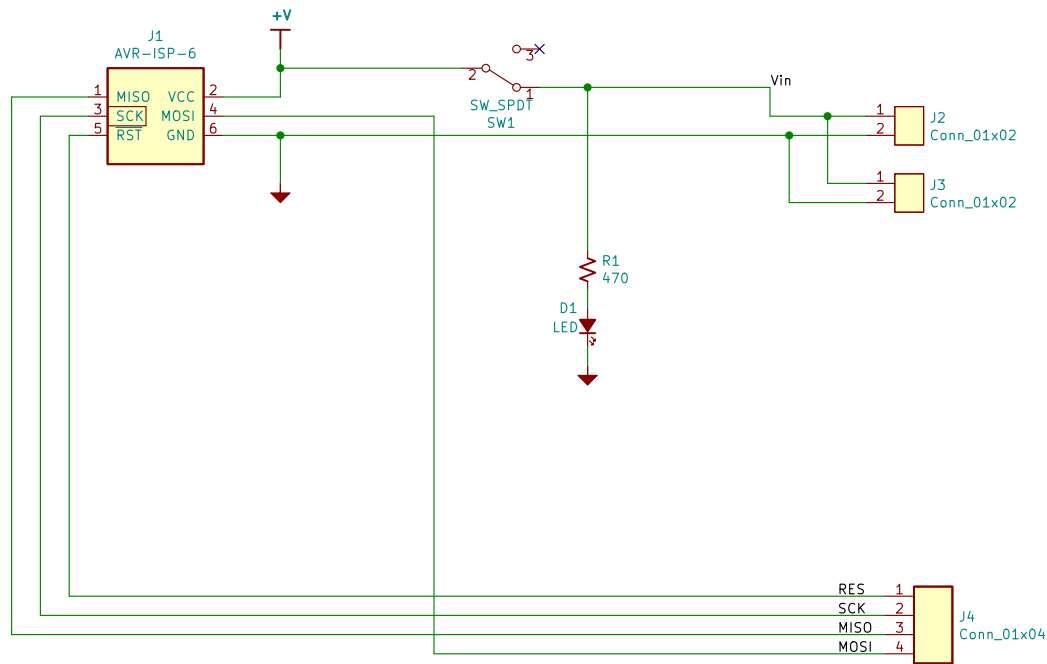 +V
J1
AVR-ISP-6
1 MISO VCC 2
3 SCK MOSI 4
5 RST GND 6
2
3
1
SW_SPDT
SW1
Vin
1
2
J2
Conn_01x02
1
2
J3
Conn_01x02
R1
470
D1
LED
RES 1
SCK 2
MISO 3
MOSI 4
J4
Conn_01x04